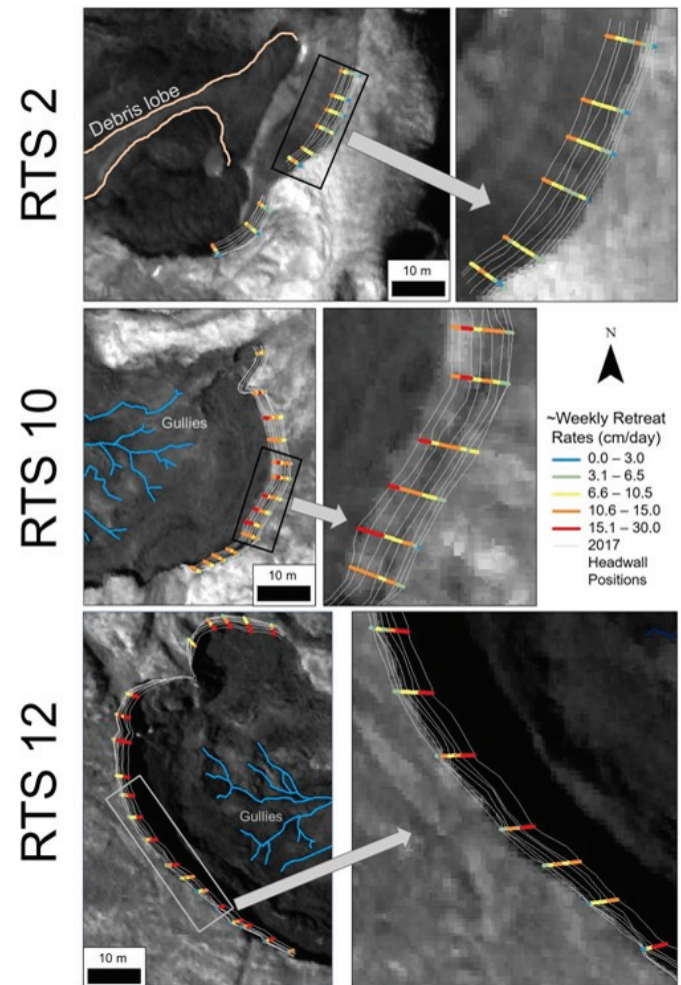 RTS 2
Debris lobe
10 m
RTS 10
Gullies
10 m
N
~Weekly Retreat
Rates (cm/day)
0.0 – 3.0
3.1 – 6.5
6.6 – 10.5
10.6 – 15.0
15.1 – 30.0
2017
Headwall
Positions
RTS 12
Gullies
10 m